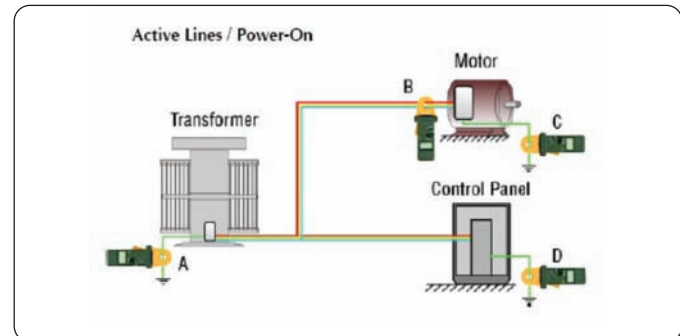 Active Lines / Power-On
Motor
B
Transformer
C
Control Panel
A
D